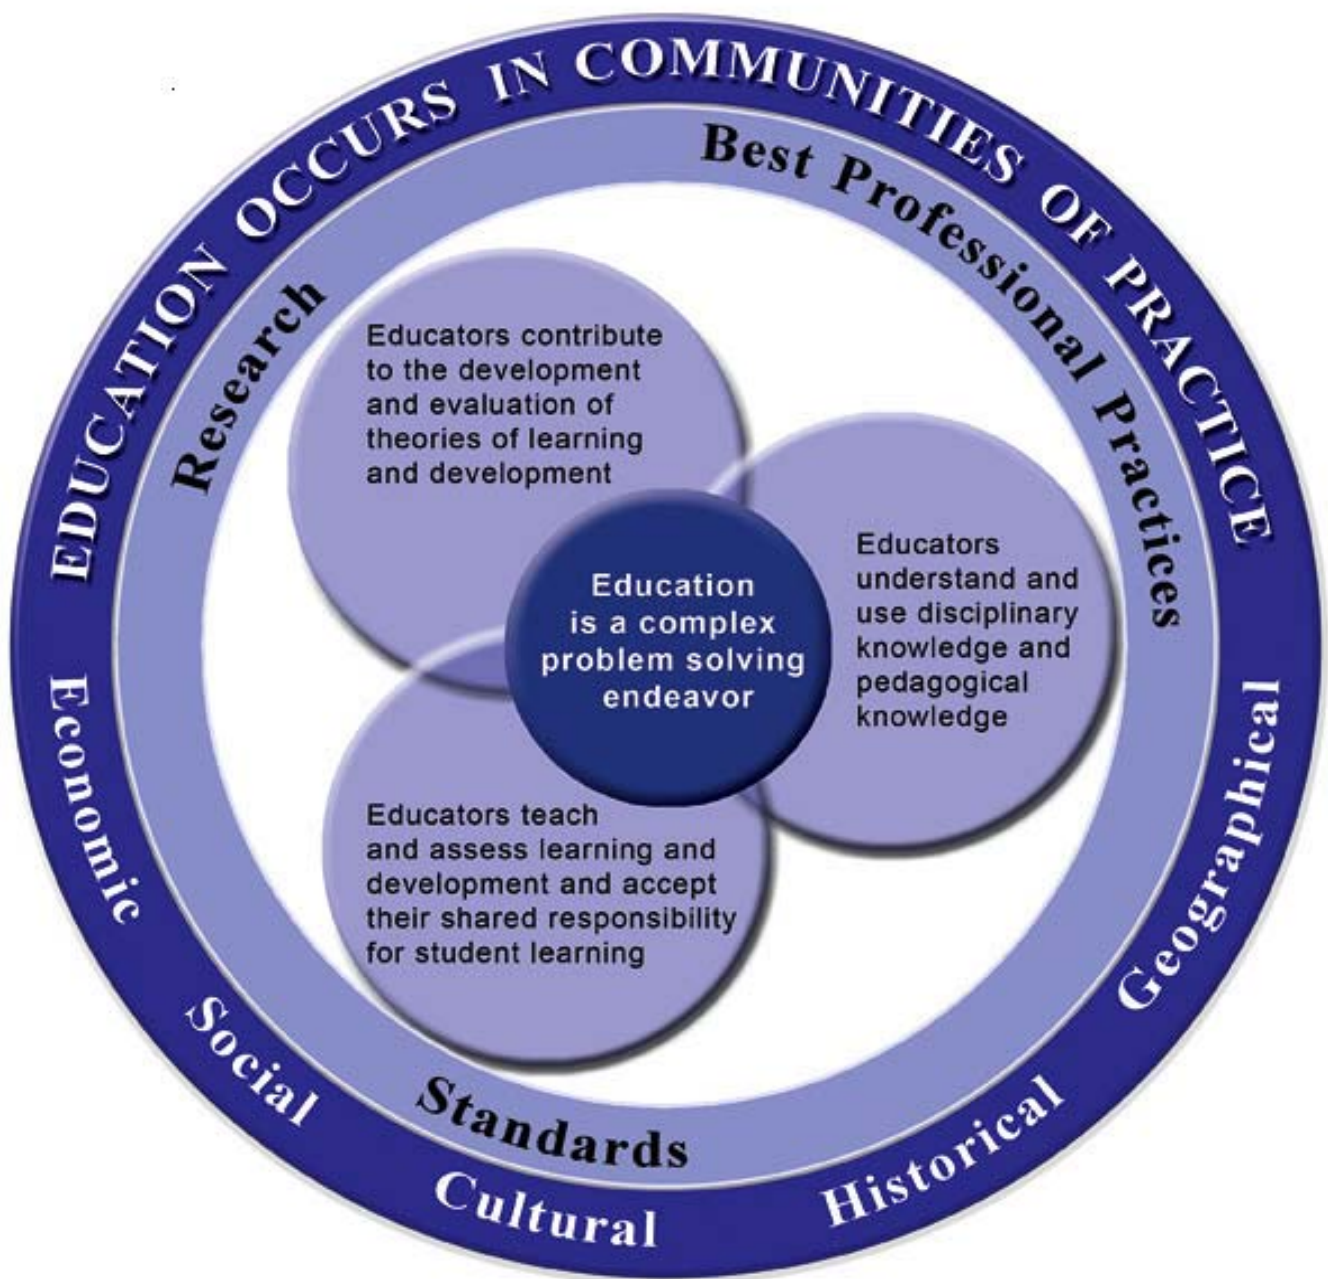 EDUCATION OCCURS IN COMMUNITIES OF PRACTICE
Best Professional Practices
Research
Educators contribute
to the development
and evaluation of
theories of learning
and development
Education
is a complex
problem solving
endeavor
Educators
understand and
use disciplinary
knowledge and
pedagogical
knowledge
Educators teach
and assess learning and
development and accept
their shared responsibility
for student learning
Standards
Economic
Social
Cultural
Historical
Geographical